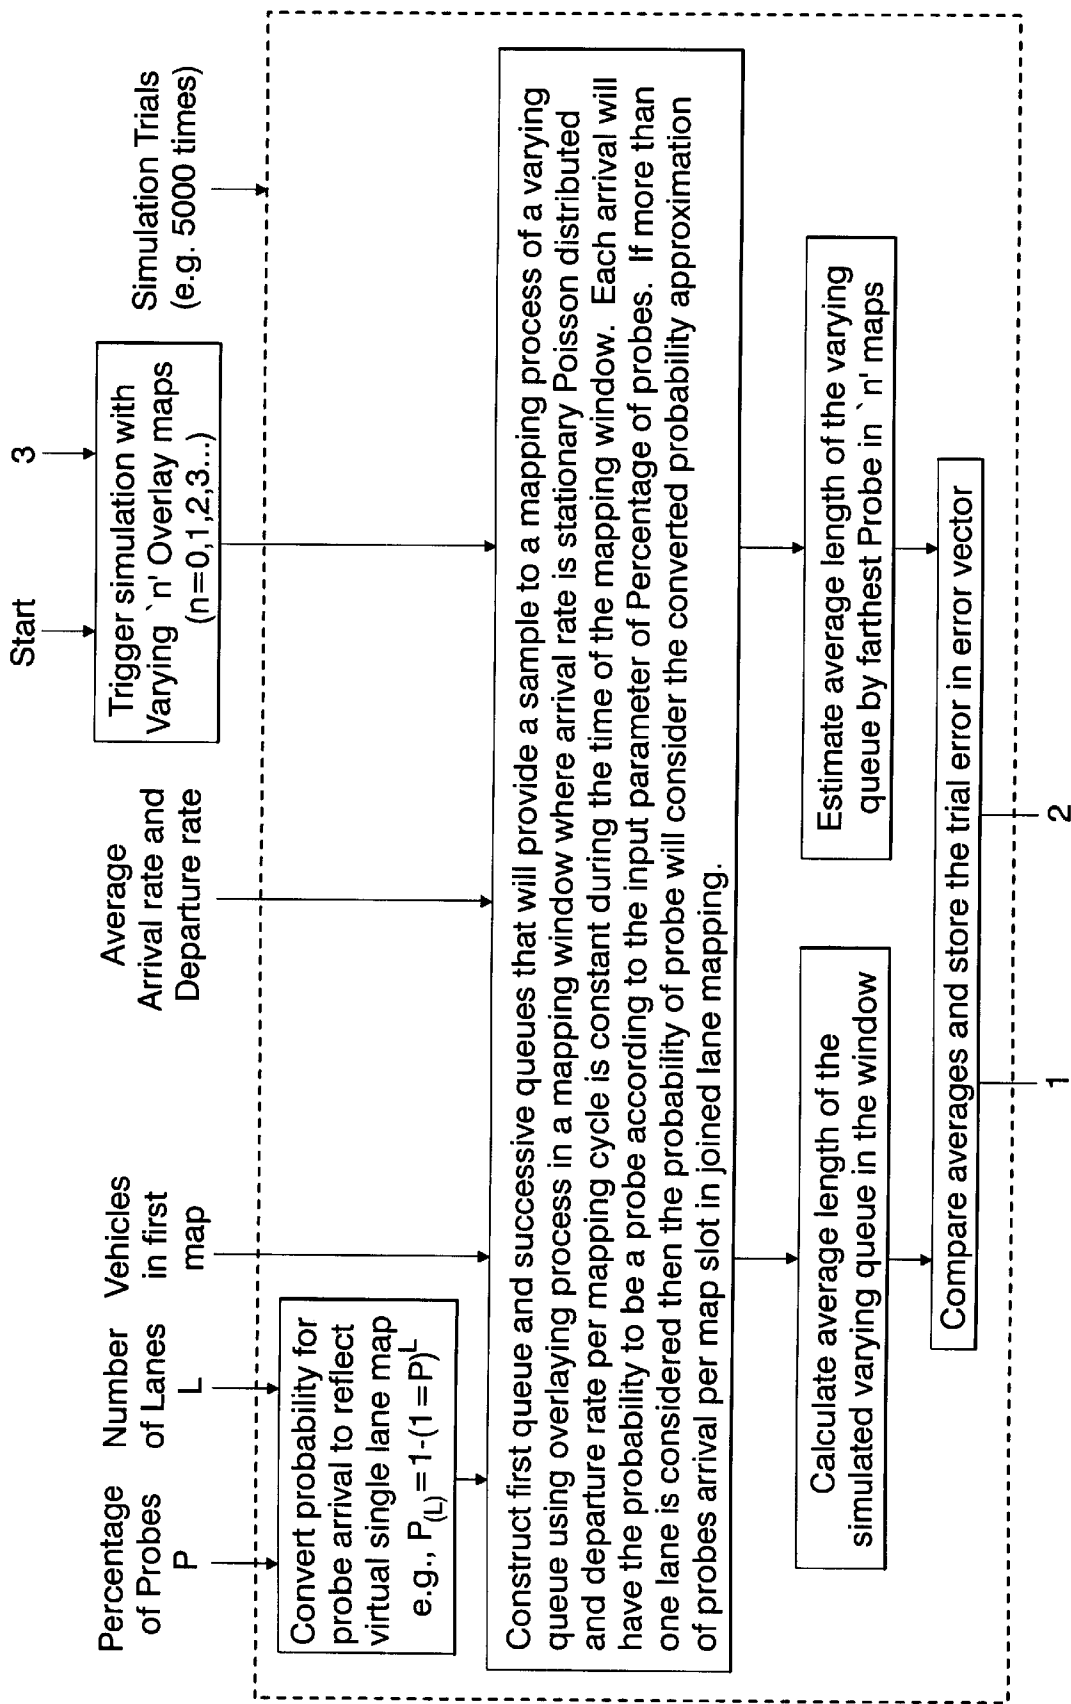 Start
3
Percentage
of Probes
P
Number
of Lanes
L
Vehicles
in first
map
Average
Arrival rate and
Departure rate
Trigger simulation with
Varying `n' Overlay maps
(n=0,1,2,3...)
Simulation Trials
(e.g. 5000 times)
Convert probability for
probe arrival to reflect
virtual single lane map
e.g., P(L)=1-(1=P)^L
Construct first queue and successive queues that will provide a sample to a mapping process of a varying
queue using overlaying process in a mapping window where arrival rate is stationary Poisson distributed
and departure rate per mapping cycle is constant during the time of the mapping window. Each arrival will
have the probability to be a probe according to the input parameter of Percentage of probes. If more than
one lane is considered then the probability of probe will consider the converted probability approximation
of probes arrival per map slot in joined lane mapping.
Calculate average length of the
simulated varying queue in the window
Estimate average length of the varying
queue by farthest Probe in `n' maps
Compare averages and store the trial error in error vector
1
2